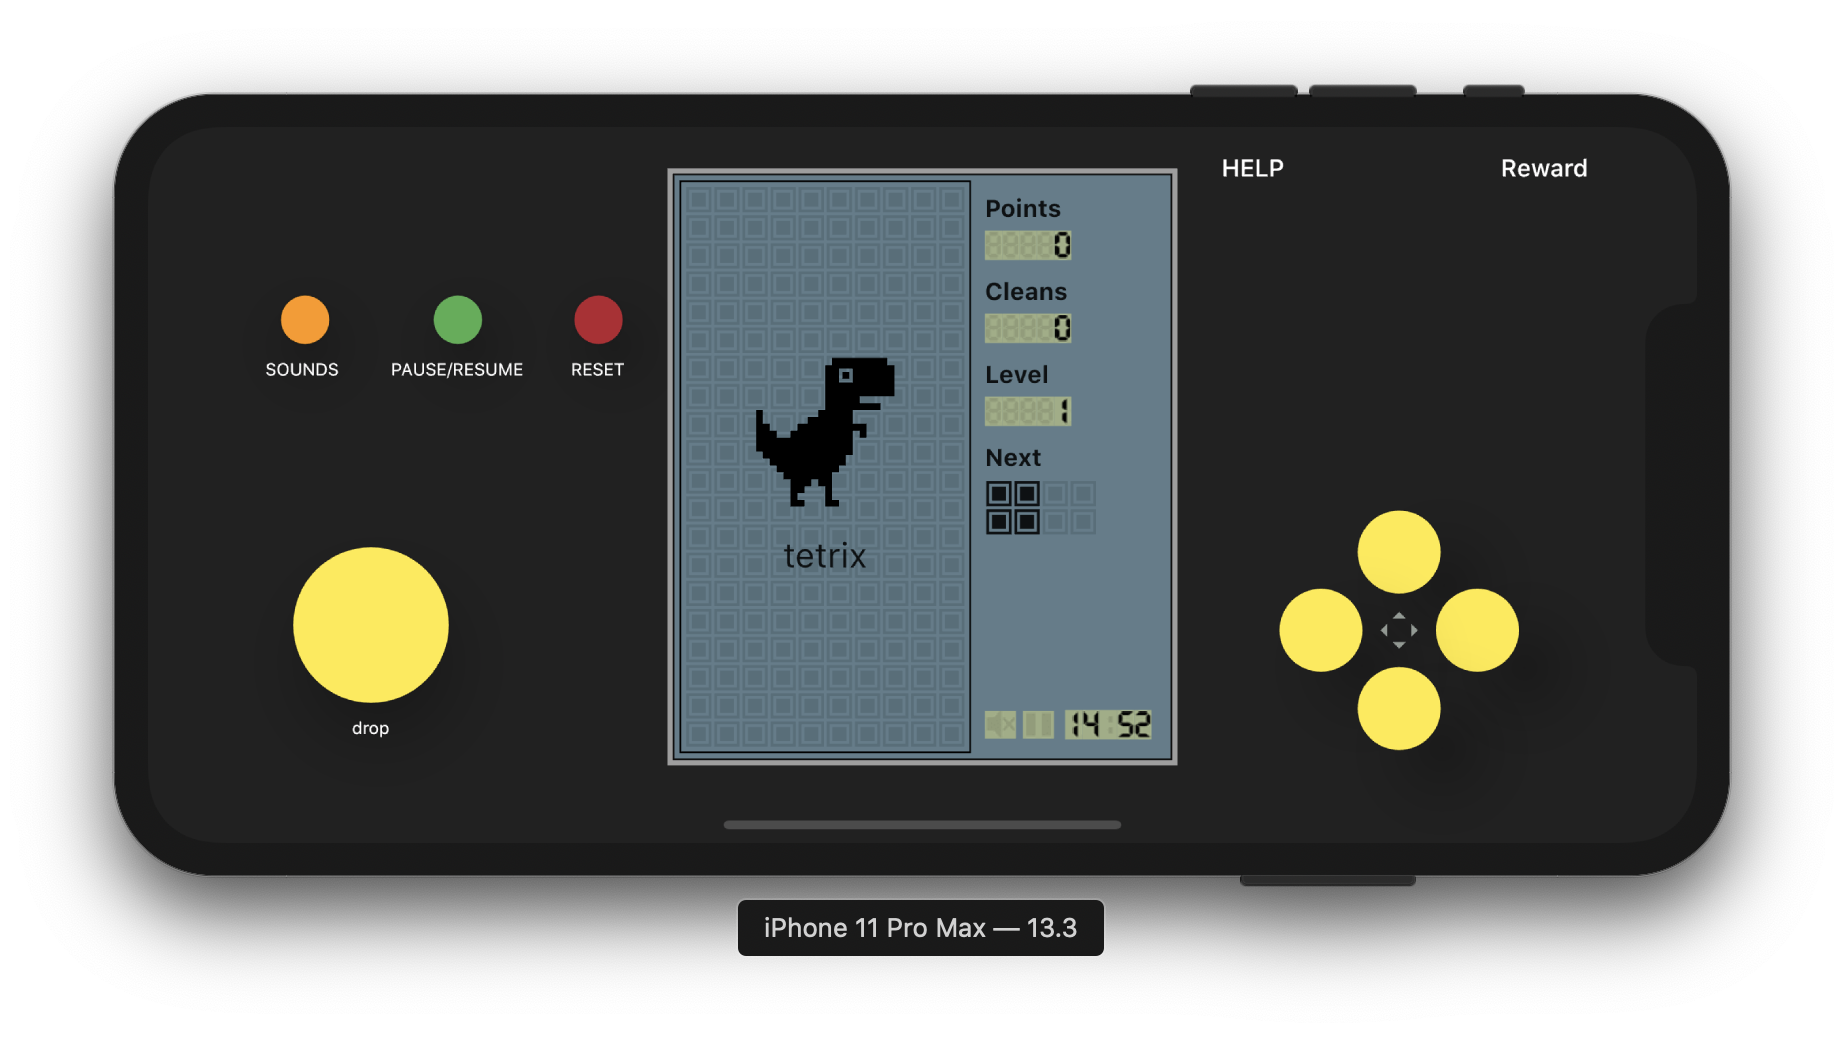 HELP
Reward
Points
0
Cleans
0
Level
1
Next
SOUNDS
PAUSE/RESUME
RESET
tetrix
drop
14 52
iPhone 11 Pro Max — 13.3